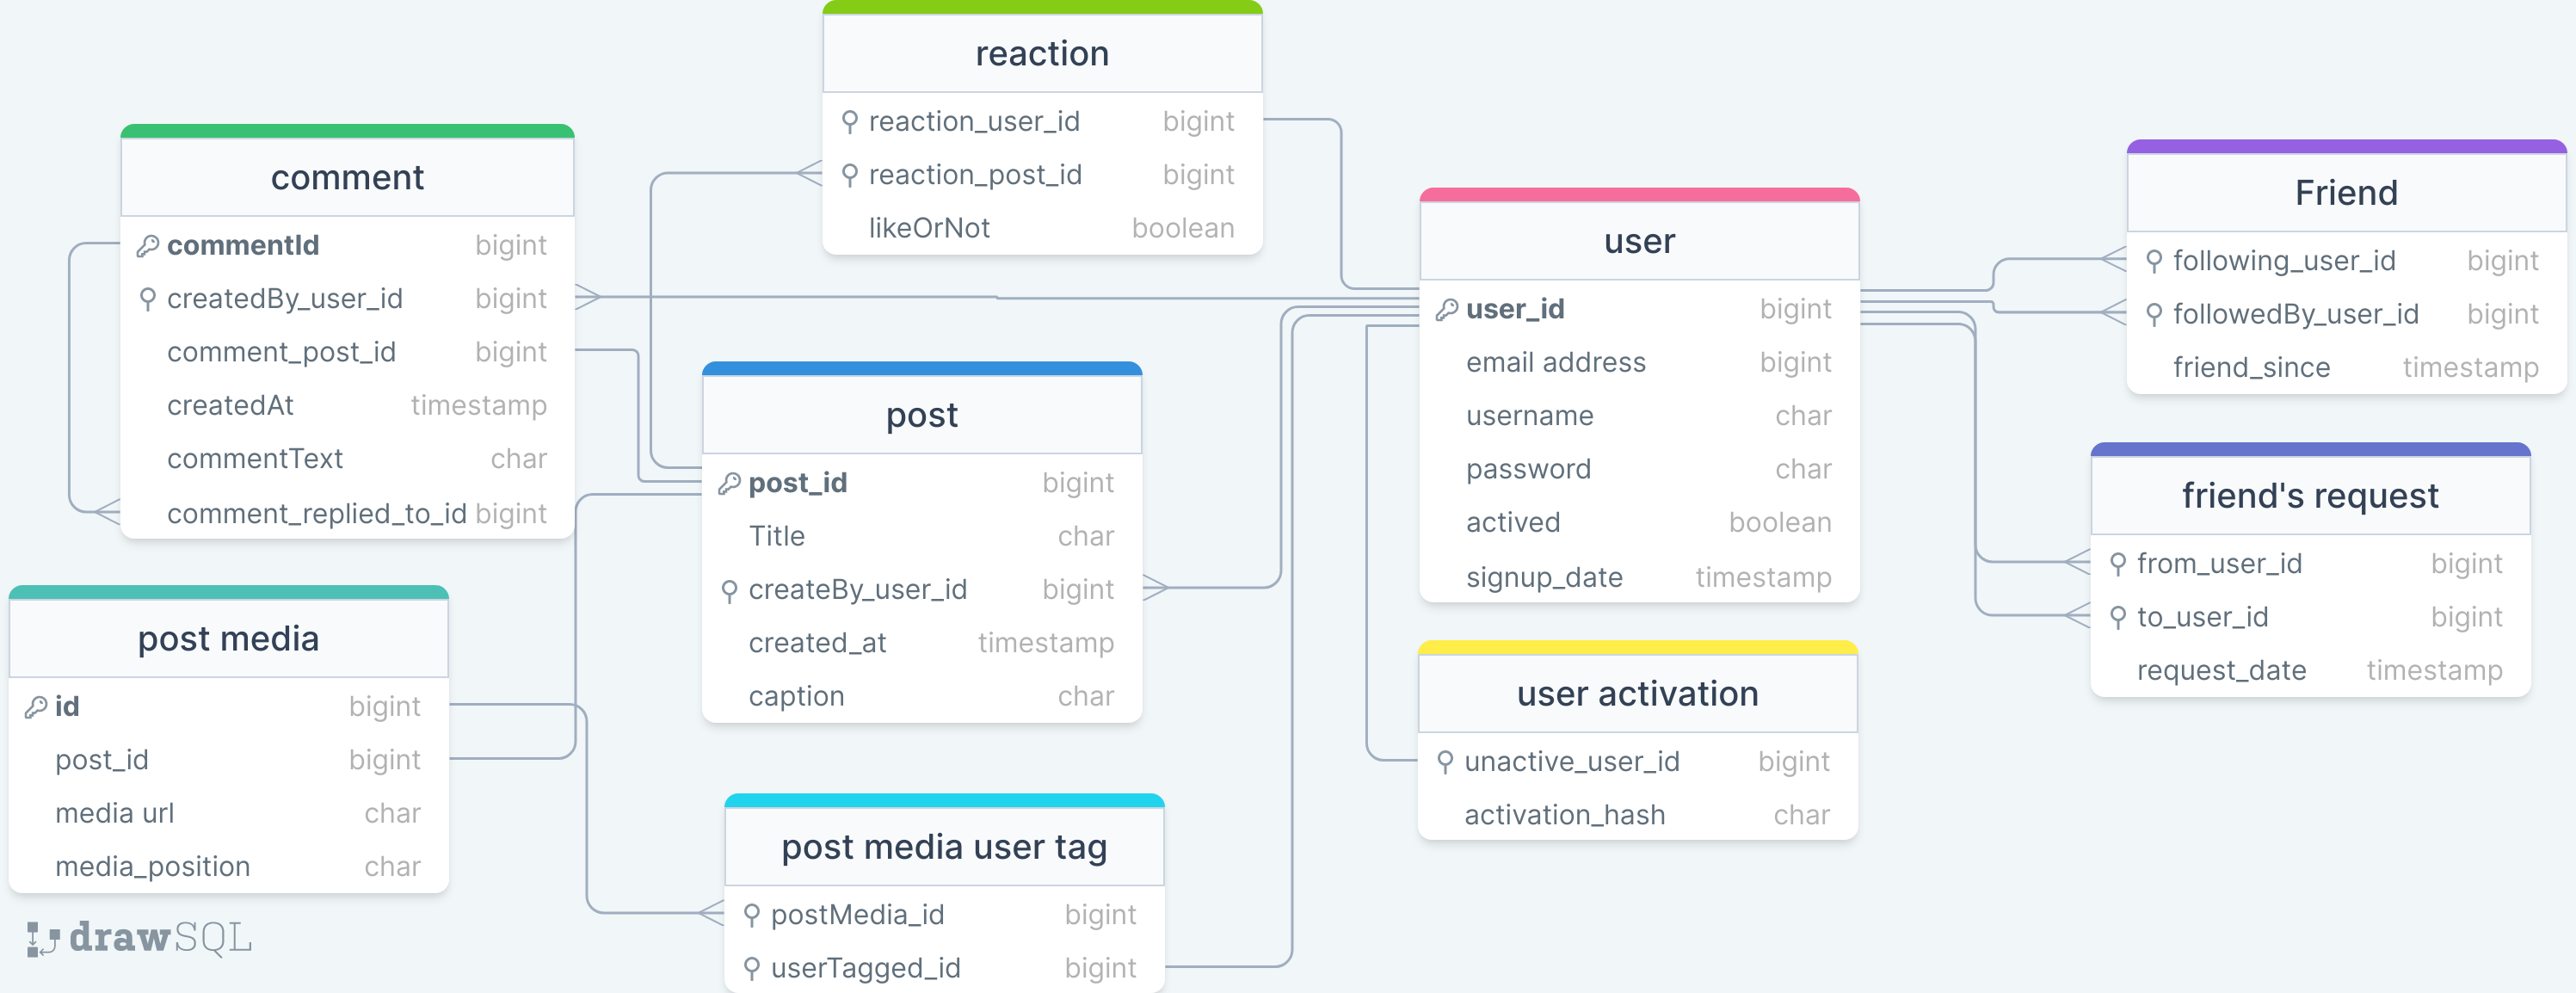 reaction
reaction_user_id bigint
reaction_post_id bigint
likeOrNot boolean
comment
commentId bigint
createdBy_user_id bigint
comment_post_id bigint
createdAt timestamp
commentText char
comment_replied_to_id bigint
user
user_id bigint
email address bigint
username char
password char
actived boolean
signup_date timestamp
Friend
following_user_id bigint
followedBy_user_id bigint
friend_since timestamp
post
post_id bigint
Title char
createBy_user_id bigint
created_at timestamp
caption char
friend's request
from_user_id bigint
to_user_id bigint
request_date timestamp
post media
id bigint
post_id bigint
media url char
media_position char
user activation
unactive_user_id bigint
activation_hash char
post media user tag
postMedia_id bigint
userTagged_id bigint
drawSQL